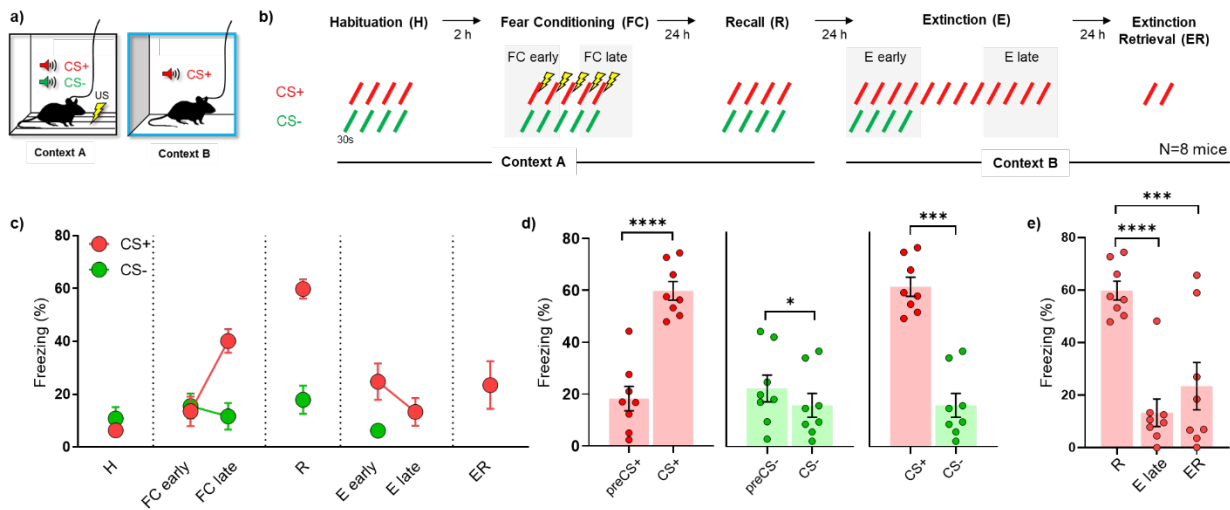 a)
CS+
CS-
US
Context A
CS+
Context B
b)
Habituation (H)
2 h
Fear Conditioning (FC)
24 h
Recall (R)
24 h
Extinction (E)
24 h
Extinction
Retrieval (ER)
FC early
FC late
E early
E late
CS+
CS-
30s
Context A
Context B
N=8 mice
c)
Freezing (%)
80
60
40
20
0
CS+
CS-
H
FC early
FC late
R
E early
E late
ER
d)
Freezing (%)
80
60
40
20
0
****
preCS+
CS+
*
preCS-
CS-
***
CS+
CS-
e)
Freezing (%)
80
60
40
20
0
***
****
R
E late
ER